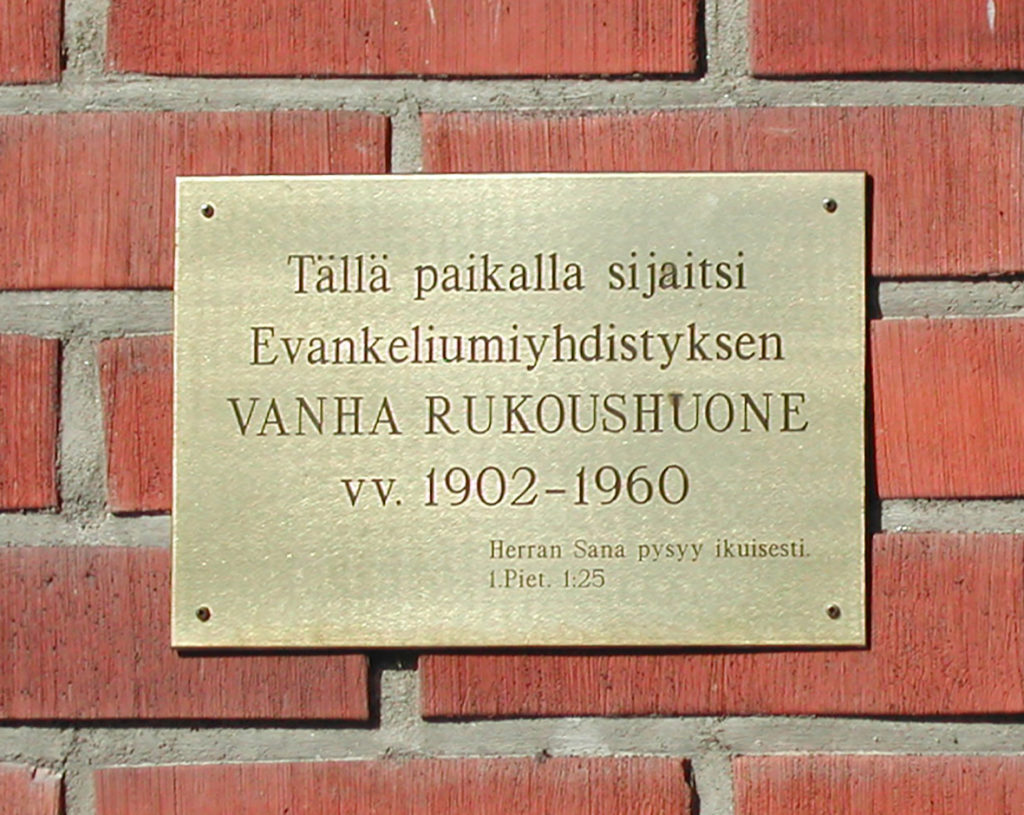 Tällä paikalla sijaitsi
Evankeliumiyhdistyksen
VANHA RUKOUSHUONE
vv. 1902-1960
Herran Sana pysyy ikuisesti.
1.Piet. 1:25